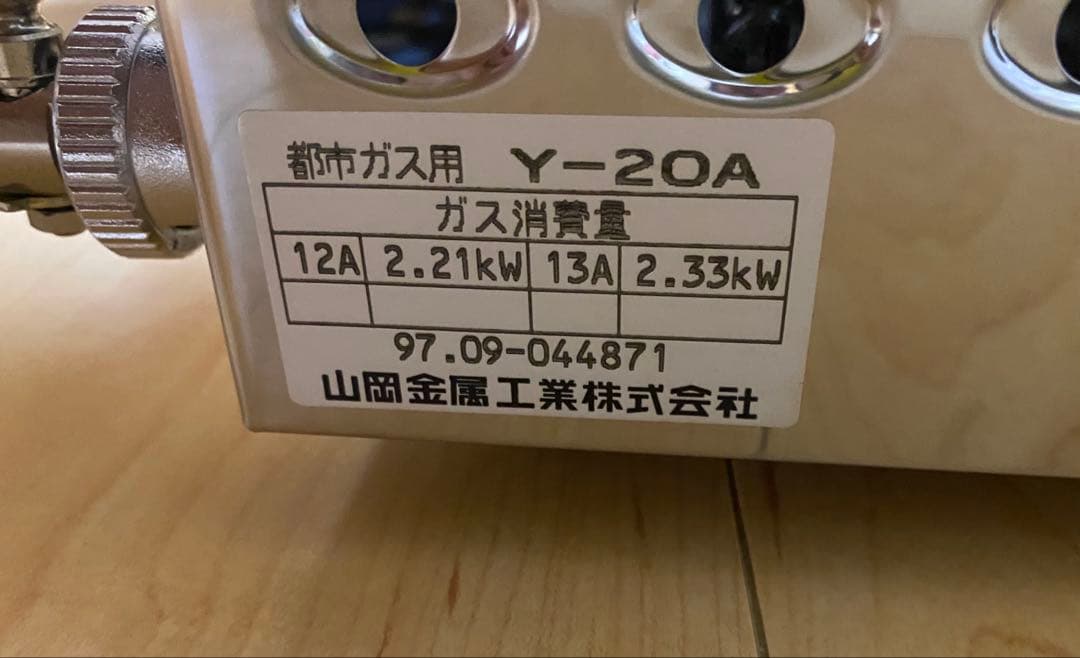 都市ガス用 Y-20A
ガス消費量
12A 2.21kW 13A 2.33kW
97.09-044871
山岡金属工業株式会社